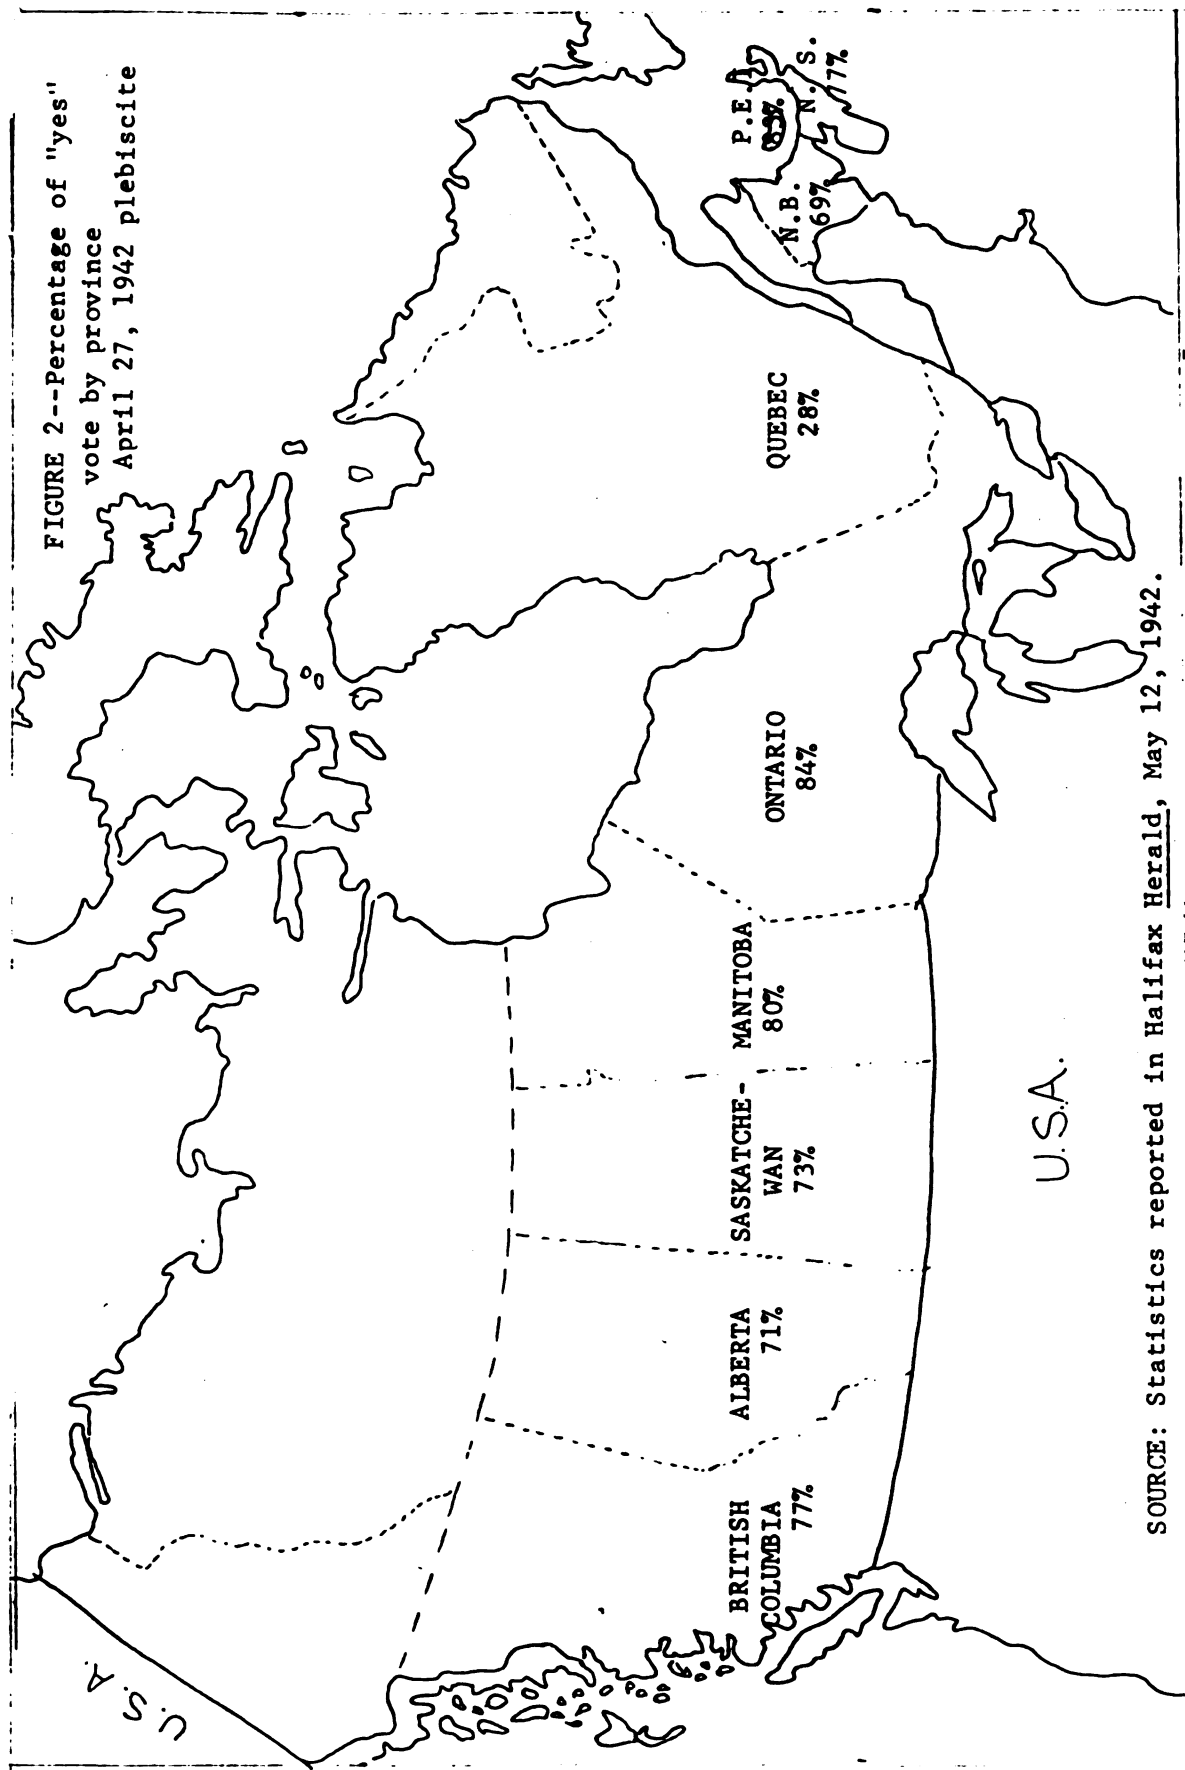 FIGURE 2--Percentage of "yes"
vote by province
April 27, 1942 plebiscite
U.S.A.
BRITISH
COLUMBIA
77%
ALBERTA
71%
SASKATCHE-
WAN
73%
MANITOBA
80%
ONTARIO
84%
QUEBEC
28%
N.B.
69%
P.E.I
N. S.
77%
U.S.A.
SOURCE: Statistics reported in Halifax Herald, May 12, 1942.